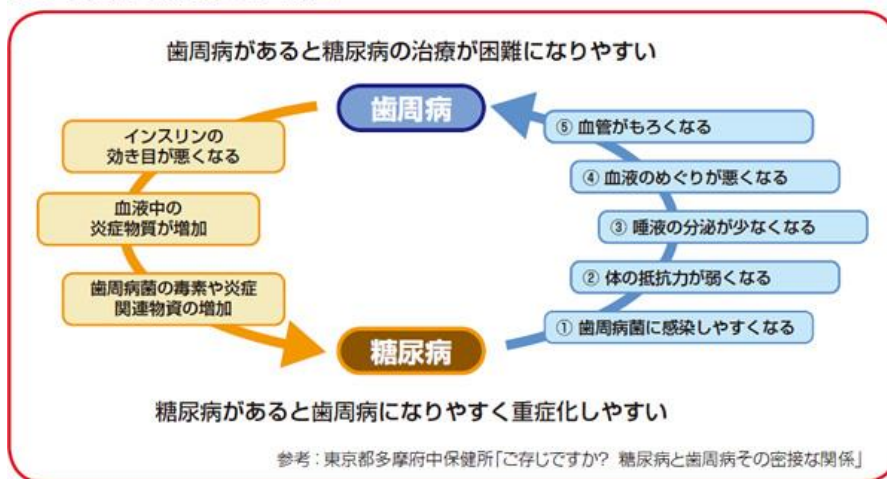 歯周病があると糖尿病の治療が困難になりやすい
歯周病
インスリンの
効き目が悪くなる
血液中の
炎症物質が増加
歯周病菌の毒素や炎症
関連物資の増加
⑤ 血管がもろくなる
④ 血液のめぐりが悪くなる
③ 唾液の分泌が少なくなる
② 体の抵抗力が弱くなる
① 歯周病菌に感染しやすくなる
糖尿病
糖尿病があると歯周病になりやすく重症化しやすい
参考：東京都多摩府中保健所「ご存じですか? 糖尿病と歯周病その密接な関係」